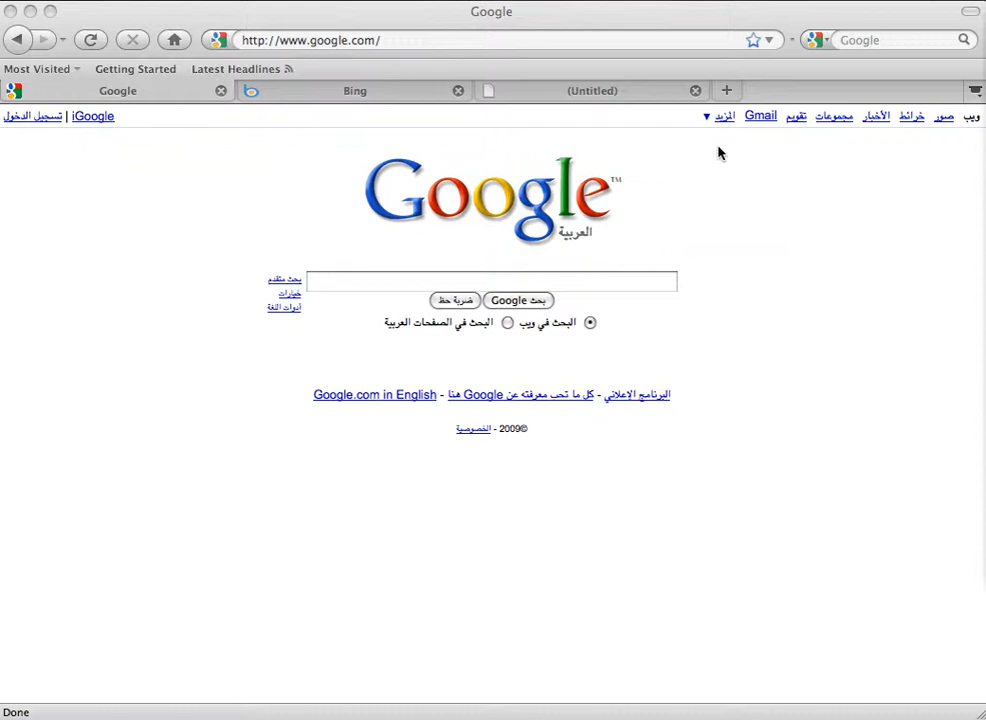 Google
http://www.google.com/
Google
Most Visited
Getting Started
Latest Headlines
Google
Bing
(Untitled)
ويب صور خرائط الأخبار مجموعات تقويم Gmail المزيد ▼
iGoogle | تسجيل الدخول
Google™
العربية
بحث متقدم
خيارات
أدوات اللغة
بحث Google
ضربة حظ
البحث في ويب
البحث في الصفحات العربية
البرنامج الإعلاني - كل ما تحب معرفته عن Google هنا - Google.com in English
©2009 - الخصوصية
Done